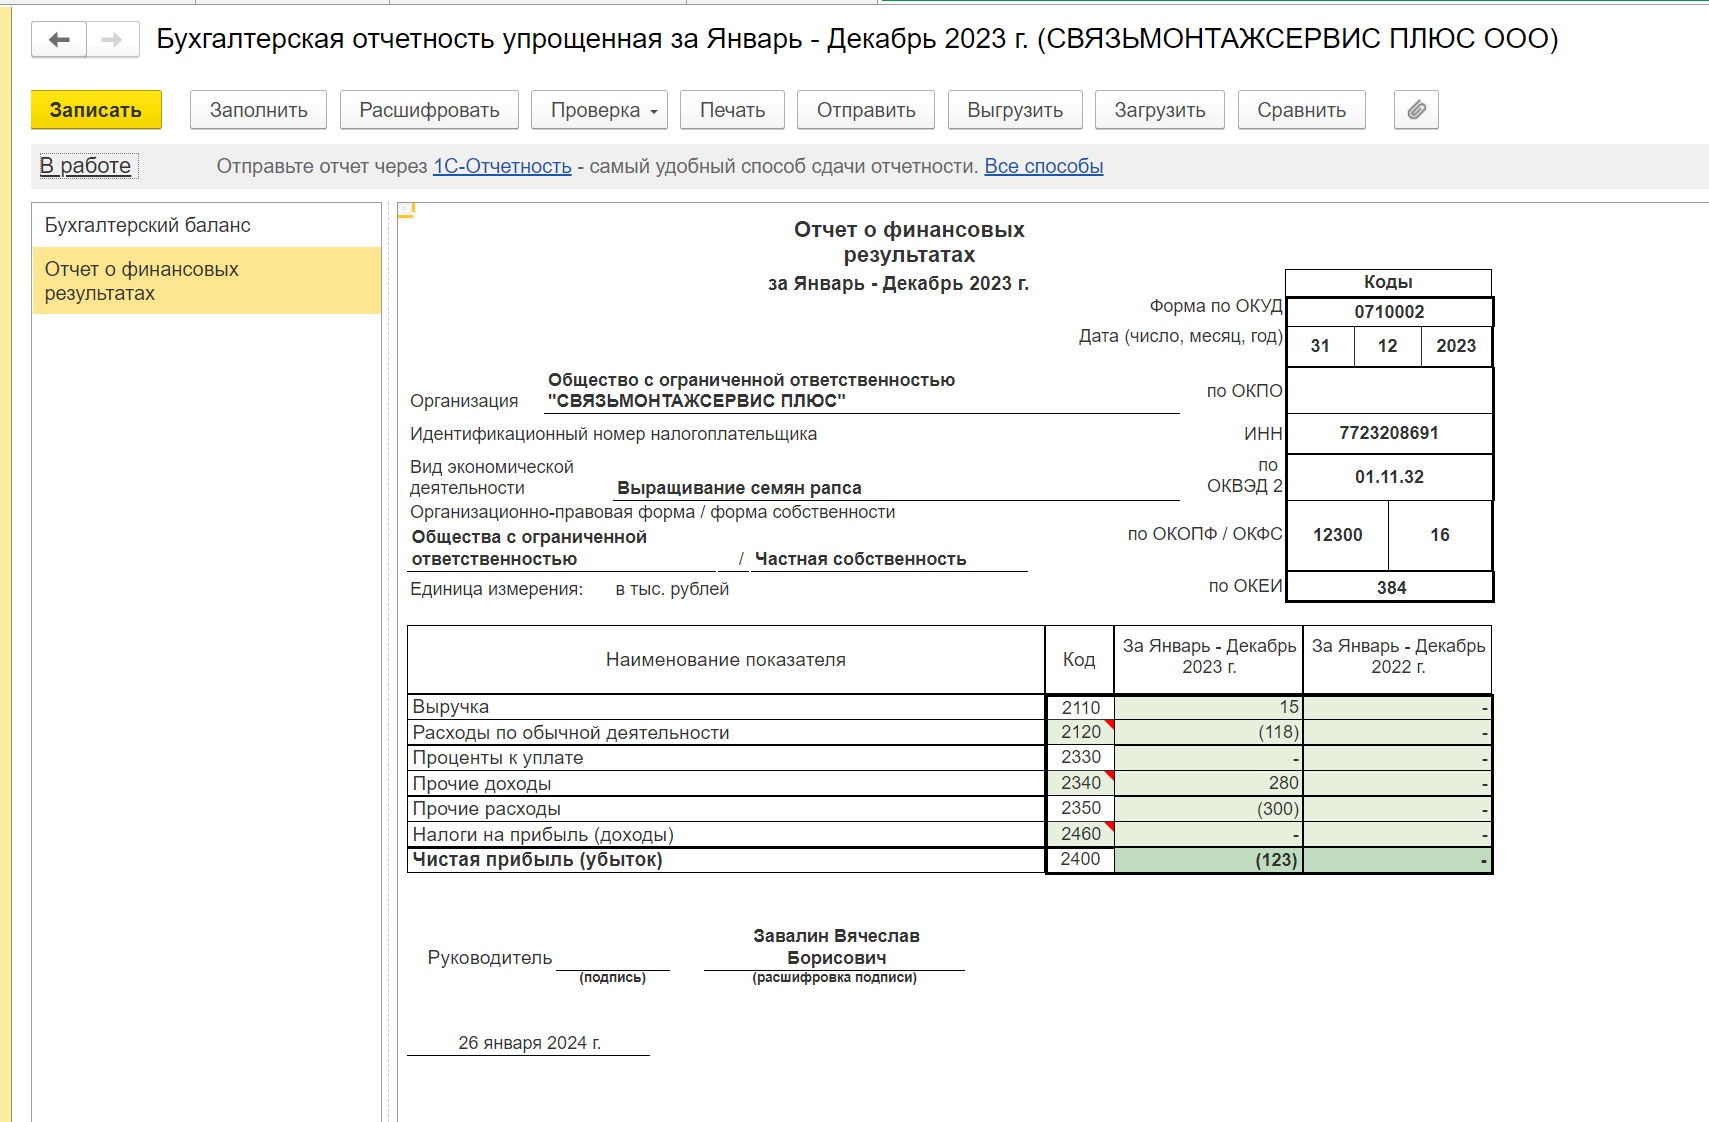 Бухгалтерская отчетность упрощенная за Январь - Декабрь 2023 г. (СВЯЗЬМОНТАЖСЕРВИС ПЛЮС ООО)
Записать Заполнить Расшифровать Проверка Печать Отправить Выгрузить Загрузить Сравнить
В работе Отправьте отчет через 1С-Отчетность - самый удобный способ сдачи отчетности. Все способы
Бухгалтерский баланс
Отчет о финансовых
результатах
Отчет о финансовых
результатах
за Январь - Декабрь 2023 г.
Коды
Форма по ОКУД 0710002
Дата (число, месяц, год) 31 12 2023
Общество с ограниченной ответственностью
Организация "СВЯЗЬМОНТАЖСЕРВИС ПЛЮС" по ОКПО
Идентификационный номер налогоплательщика ИНН 7723208691
Вид экономической
деятельности Выращивание семян рапса
по
ОКВЭД 2 01.11.32
Организационно-правовая форма / форма собственности
Общества с ограниченной
ответственностью / Частная собственность
по ОКОПФ / ОКФС 12300 16
Единица измерения: в тыс. рублей по ОКЕИ 384
Наименование показателя Код За Январь - Декабрь 2023 г. За Январь - Декабрь 2022 г.
Выручка 2110 15 -
Расходы по обычной деятельности 2120 (118) -
Проценты к уплате 2330 - -
Прочие доходы 2340 280 -
Прочие расходы 2350 (300) -
Налоги на прибыль (доходы) 2460 - -
Чистая прибыль (убыток) 2400 (123) -
Завалин Вячеслав
Руководитель Борисович
(подпись) (расшифровка подписи)
26 января 2024 г.